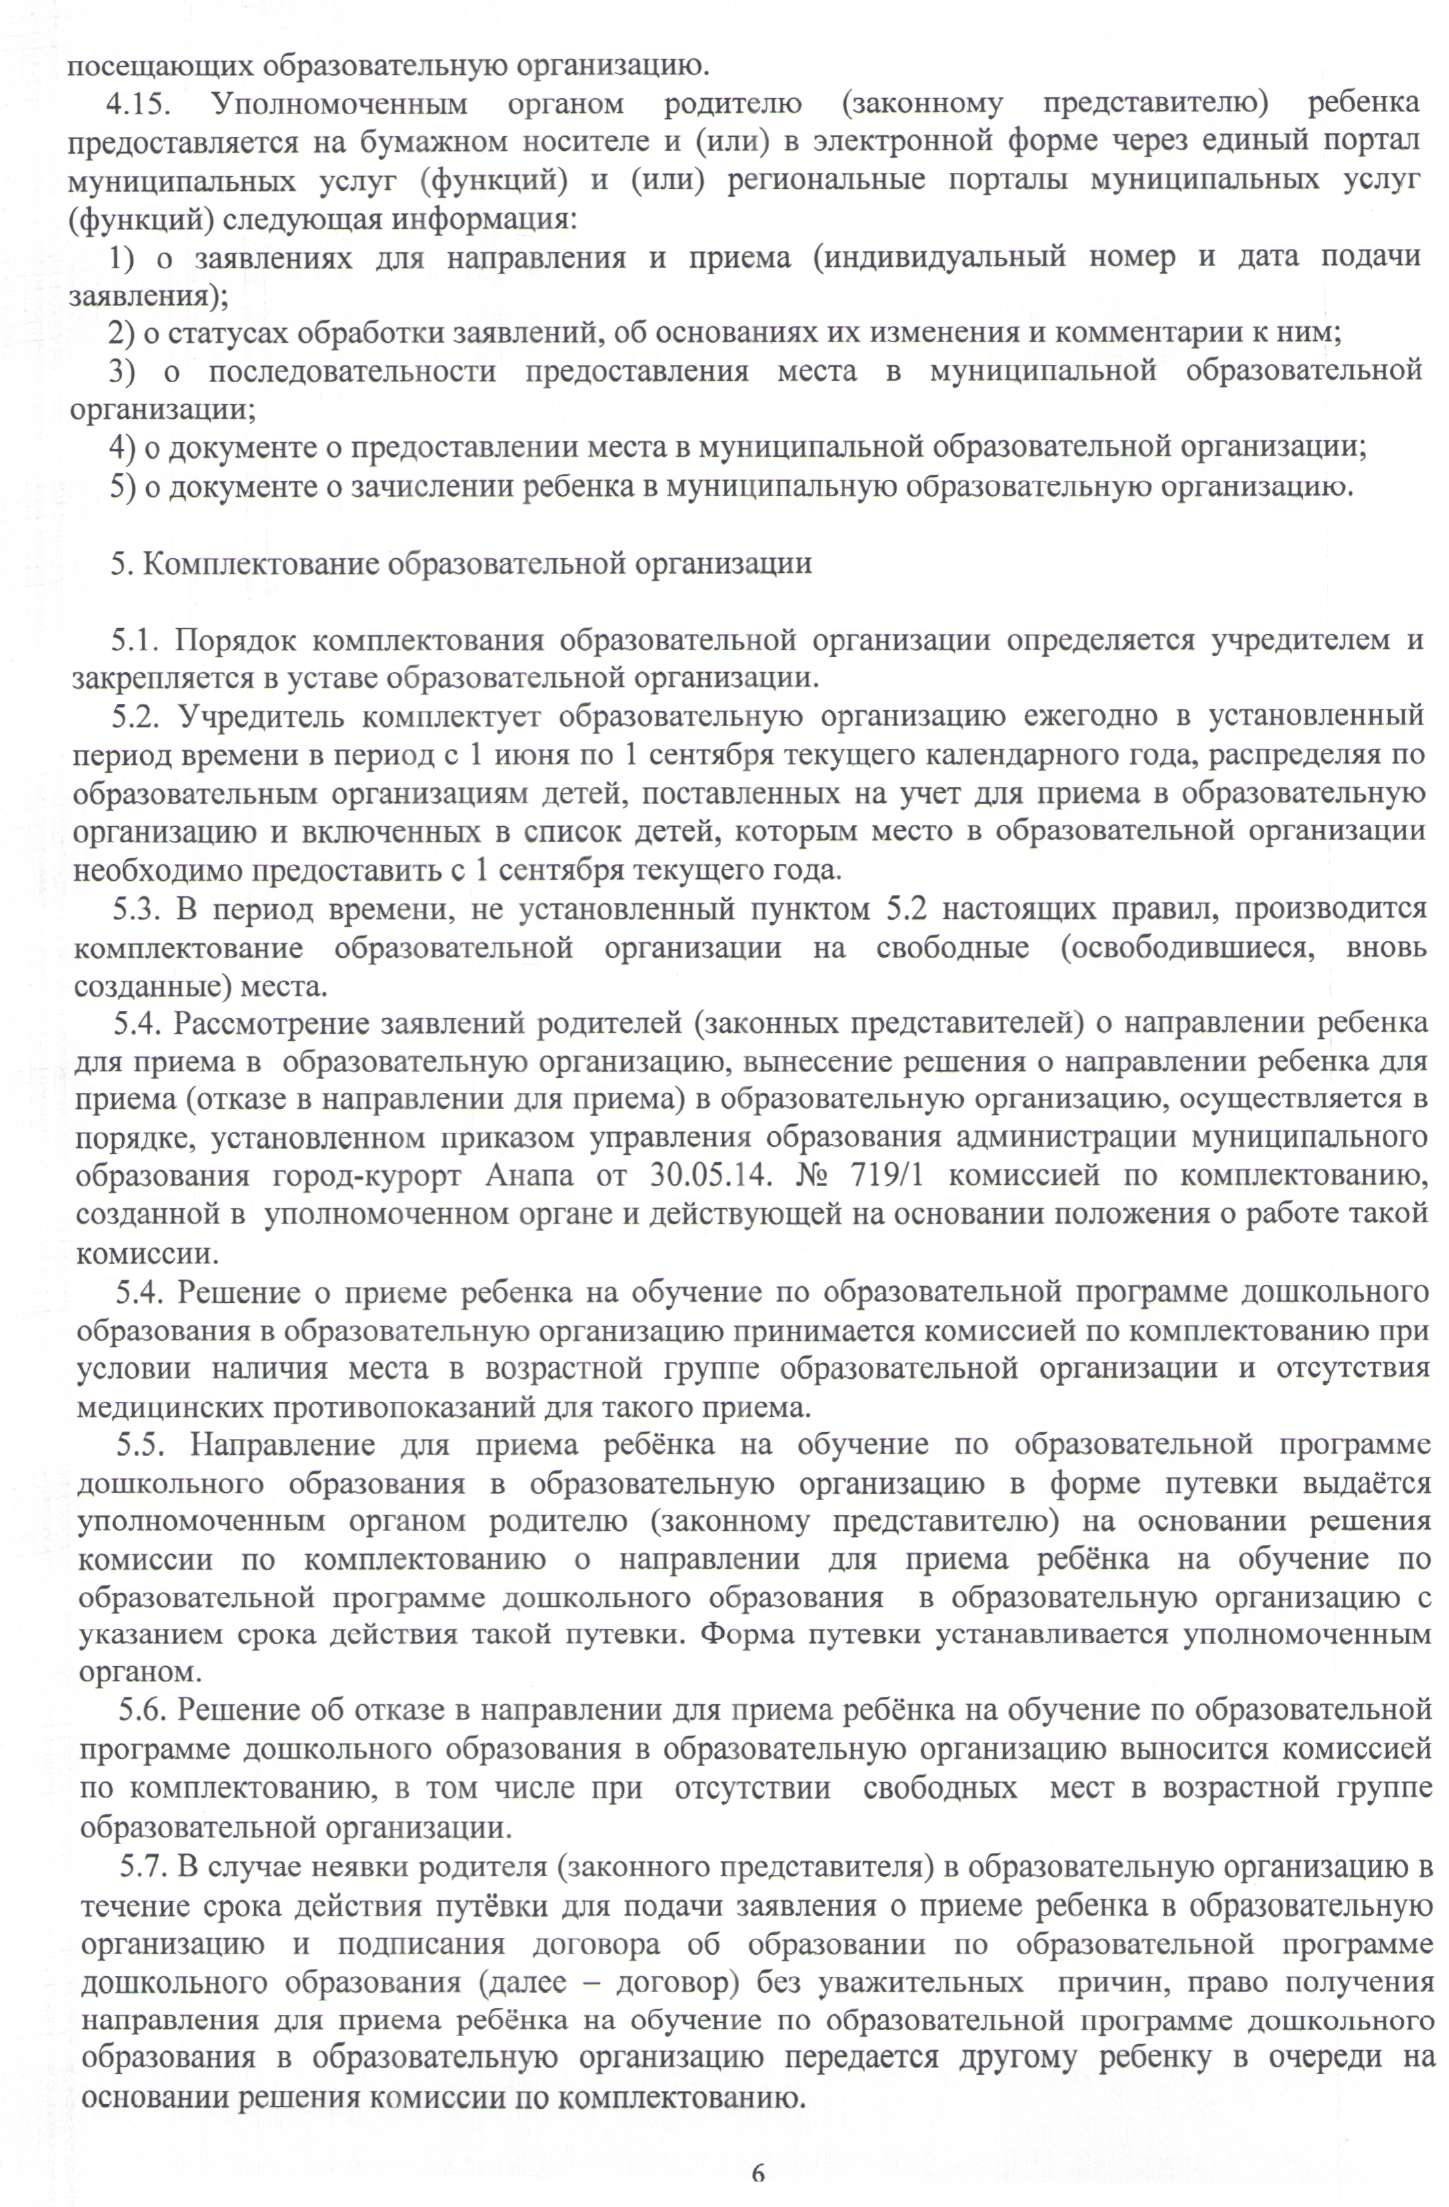 посещающих образовательную организацию.
4.15. Уполномоченным органом родителю (законному представителю) ребенка
предоставляется на бумажном носителе и (или) в электронной форме через единый портал
муниципальных услуг (функций) и (или) региональные порталы муниципальных услуг
(функций) следующая информация:
1) о заявлениях для направления и приема (индивидуальный номер и дата подачи
заявления);
2) о статусах обработки заявлений, об основаниях их изменения и комментарии к ним;
3) о последовательности предоставления места в муниципальной образовательной
организации;
4) о документе о предоставлении места в муниципальной образовательной организации;
5) о документе о зачислении ребенка в муниципальную образовательную организацию.
5. Комплектование образовательной организации
5.1. Порядок комплектования образовательной организации определяется учредителем и
закрепляется в уставе образовательной организации.
5.2. Учредитель комплектует образовательную организацию ежегодно в установленный
период времени в период с 1 июня по 1 сентября текущего календарного года, распределяя по
образовательным организациям детей, поставленных на учет для приема в образовательную
организацию и включенных в список детей, которым место в образовательной организации
необходимо предоставить с 1 сентября текущего года.
5.3. В период времени, не установленный пунктом 5.2 настоящих правил, производится
комплектование образовательной организации на свободные (освободившиеся, вновь
созданные) места.
5.4. Рассмотрение заявлений родителей (законных представителей) о направлении ребенка
для приема в образовательную организацию, вынесение решения о направлении ребенка для
приема (отказе в направлении для приема) в образовательную организацию, осуществляется в
порядке, установленном приказом управления образования администрации муниципального
образования город-курорт Анапа от 30.05.14. № 719/1 комиссией по комплектованию,
созданной в уполномоченном органе и действующей на основании положения о работе такой
комиссии.
5.4. Решение о приеме ребенка на обучение по образовательной программе дошкольного
образования в образовательную организацию принимается комиссией по комплектованию при
условии наличия места в возрастной группе образовательной организации и отсутствия
медицинских противопоказаний для такого приема.
5.5. Направление для приема ребёнка на обучение по образовательной программе
дошкольного образования в образовательную организацию в форме путевки выдаётся
уполномоченным органом родителю (законному представителю) на основании решения
комиссии по комплектованию о направлении для приема ребёнка на обучение по
образовательной программе дошкольного образования в образовательную организацию с
указанием срока действия такой путевки. Форма путевки устанавливается уполномоченным
органом.
5.6. Решение об отказе в направлении для приема ребёнка на обучение по образовательной
программе дошкольного образования в образовательную организацию выносится комиссией
по комплектованию, в том числе при отсутствии свободных мест в возрастной группе
образовательной организации.
5.7. В случае неявки родителя (законного представителя) в образовательную организацию в
течение срока действия путёвки для подачи заявления о приеме ребенка в образовательную
организацию и подписания договора об образовании по образовательной программе
дошкольного образования (далее – договор) без уважительных причин, право получения
направления для приема ребёнка на обучение по образовательной программе дошкольного
образования в образовательную организацию передается другому ребенку в очереди на
основании решения комиссии по комплектованию.
6